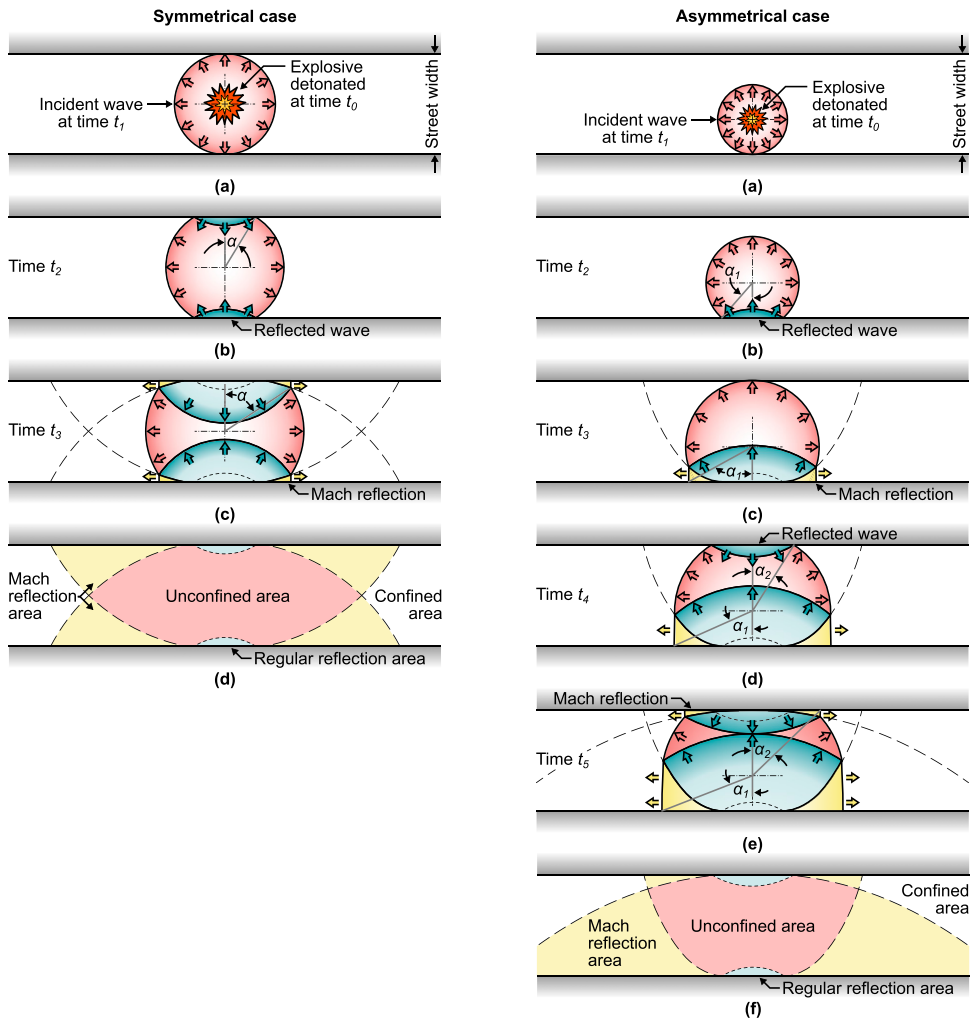 Symmetrical case
Explosive
detonated
at time t0
Incident wave
at time t1
Street width
(a)
Time t2
α
Reflected wave
(b)
Time t3
α
Mach reflection
(c)
Mach
reflection
area
Unconfined area
Confined
area
Regular reflection area
(d)
Asymmetrical case
Explosive
detonated
at time t0
Incident wave
at time t1
Street width
(a)
Time t2
α1
Reflected wave
(b)
Time t3
α1
Mach reflection
(c)
Reflected wave
Time t4
α2
α1
(d)
Mach reflection
Time t5
α2
α1
(e)
Confined
area
Mach
reflection
area
Unconfined area
Regular reflection area
(f)